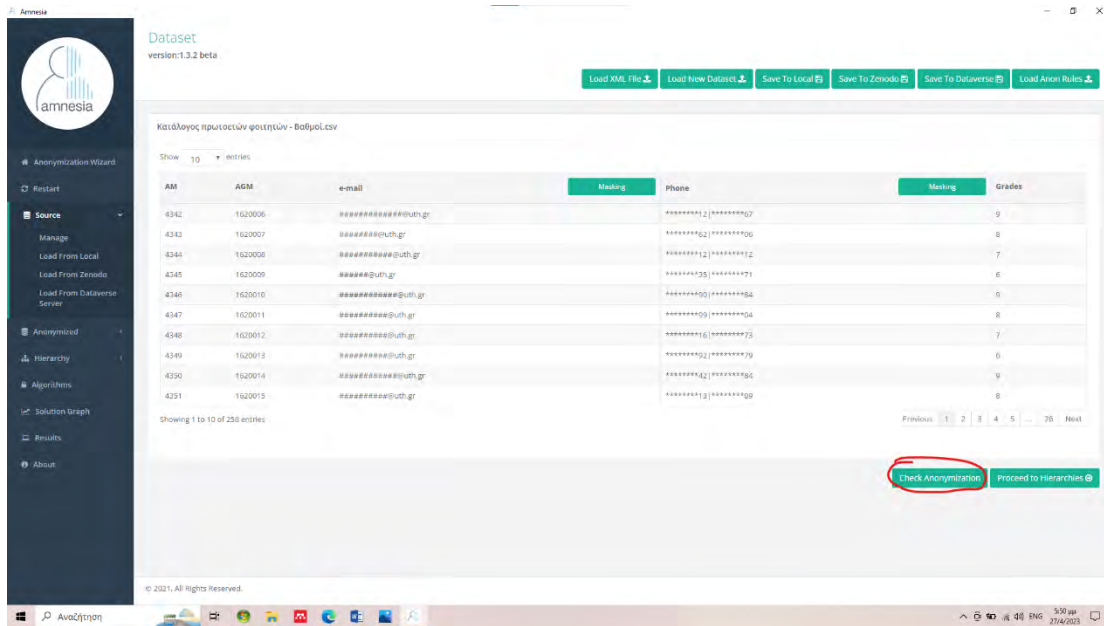 Amnesia
amnesia
Anonymization Wizard
Restart
Source
Manage
Load From Local
Load From Zenodo
Load From Dataverse
Server
Anonymized
Hierarchy
Algorithms
Solution Graph
Results
About
Dataset
version:1.3.2 beta
Load XML File Load New Dataset Save To Local Save To Zenodo Save To Dataverse Load Anon Rules
Κατάλογος πρωτοετών φοιτητών - Βαθμοί.csv
Show 10 entries
AM AGM e-mail Masking Phone Masking Grades
4342 1620006 #############@uth.gr ********12|********67 9
4343 1620007 ########@uth.gr ********62|********06 8
4344 1620008 ###########@uth.gr ********12|********12 7
4345 1620009 ######@uth.gr ********35|********71 6
4346 1620010 ############@uth.gr ********90|********84 9
4347 1620011 ##########@uth.gr ********99|********04 8
4348 1620012 ##########@uth.gr ********16|********73 7
4349 1620013 ##########@uth.gr ********92|********79 6
4350 1620014 ############@uth.gr ********42|********84 9
4351 1620015 ##########@uth.gr ********13|********09 8
Showing 1 to 10 of 258 entries
Previous 1 2 3 4 5 ... 26 Next
Check Anonymization Proceed to Hierarchies
© 2021, All Rights Reserved.
Αναζήτηση
ENG
5:50 μμ
27/4/2023